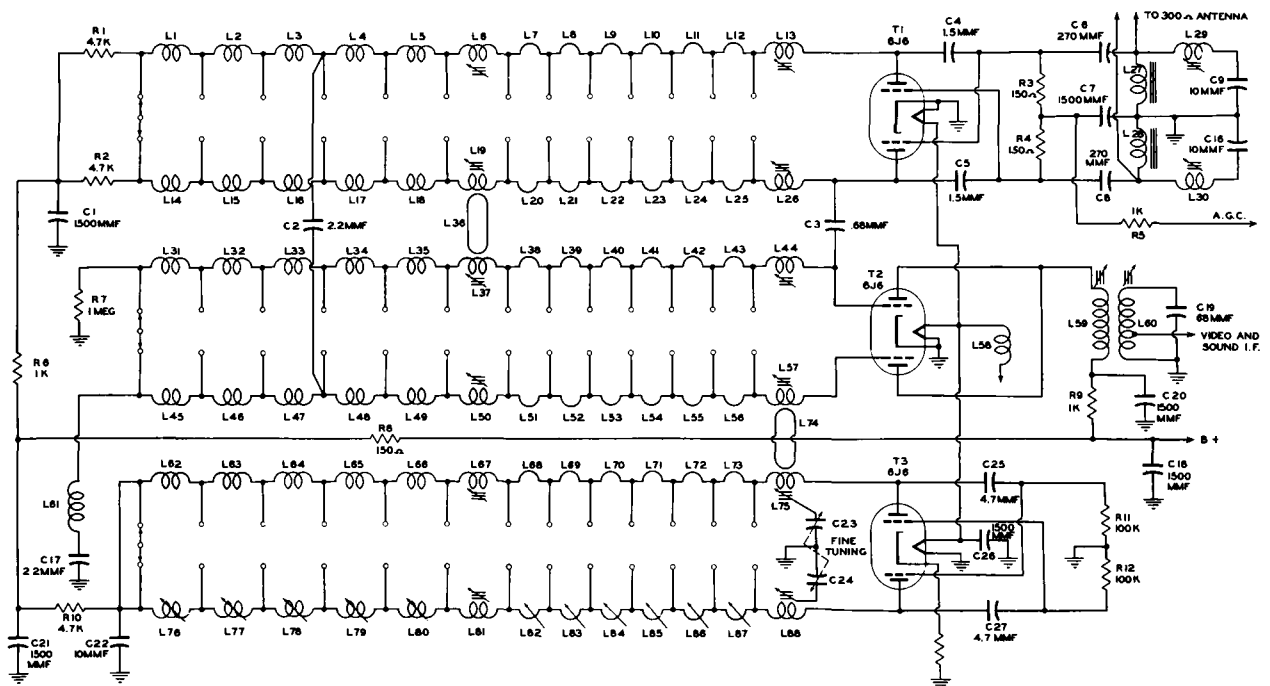 R1
4.7K
L1
L2
L3
L4
L5
L6
L7
L8
L9
L10
L11
L12
L13
T1
6J6
C4
1.5MMF
C6
270 MMF
TO 300Ω ANTENNA
L29
L27
C9
10MMF
R3
150Ω
C7
1500MMF
R4
150Ω
L28
C16
10MMF
R2
4.7K
L19
270
MMF
C8
C5
1.5MMF
L30
C1
1500MMF
L14
L15
L16
L17
L18
L20
L21
L22
L23
L24
L25
L26
1K
R5
A.G.C.
C2
2.2MMF
L36
C3
.68MMF
L31
L32
L33
L34
L35
L37
L38
L39
L40
L41
L42
L43
L44
T2
6J6
R7
1 MEG
L59
L60
C19
68MMF
VIDEO AND
SOUND I.F.
L58
R6
1K
L57
L45
L46
L47
L48
L49
L50
L51
L52
L53
L54
L55
L56
R9
1K
C20
1500
MMF
L74
R8
150Ω
B+
C18
1500
MMF
L62
L63
L64
L65
L66
L67
L68
L69
L70
L71
L72
L73
L75
T3
6J6
C25
4.7MMF
L61
C23
FINE
TUNING
C24
1500
MMF
C26
R11
100K
R12
100K
C17
2.2MMF
R10
4.7K
L76
L77
L78
L79
L80
L81
L82
L83
L84
L85
L86
L87
L88
C27
4.7 MMF
C21
1500
MMF
C22
10MMF